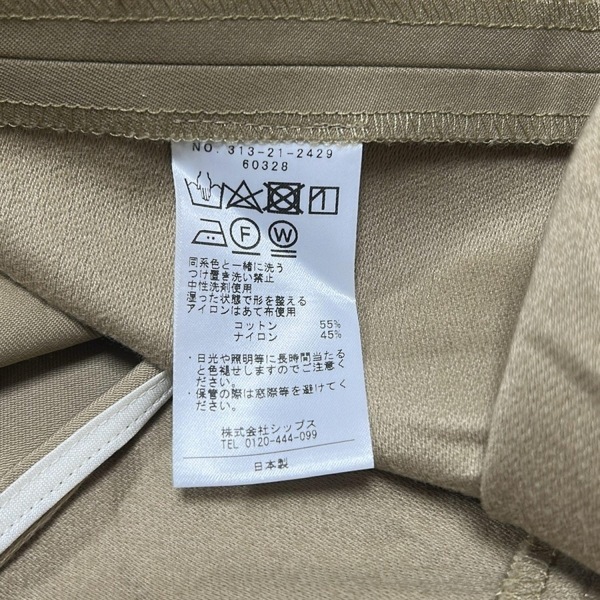 NO. 313-21-2429
60328
F W
同系色と一緒に洗う
つけ置き洗い禁止
中性洗剤使用
湿った状態で形を整える
アイロンはあて布使用
コットン 55%
ナイロン 45%
・日光や照明等に長時間当たる
と色褪せしますのでご注意く
ださい。
・保管の際は窓際等を避けてく
ださい。
株式会社シップス
TEL 0120-444-099
日本製